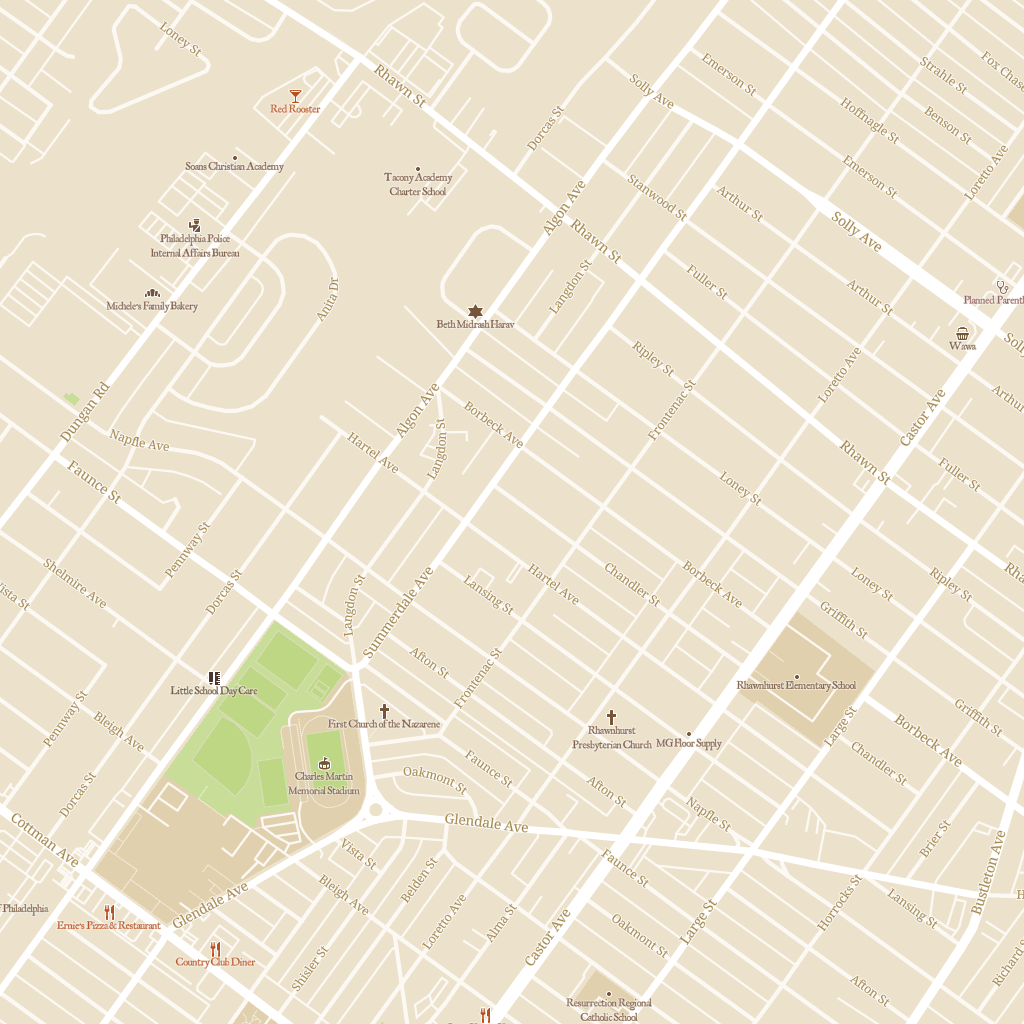 Loney St
Rhawn St
Emerson St
Strahle St
Fox Chase
Solly Ave
Red Rooster
Hoffnagle St
Benson St
Dorcas St
Soans Christian Academy
Tacony Academy
Charter School
Emerson St
Loretto Ave
Stanwood St
Arthur St
Algon Ave
Solly Ave
Philadelphia Police
Internal Affairs Bureau
Rhawn St
Fuller St
Langdon St
Anita Dr
Arthur St
Planned Parenth
Michele's Family Bakery
Beth Midrash Harav
Wawa
Solly
Ripley St
Loretto Ave
Arthur
Dungan Rd
Algon Ave
Frontenac St
Castor Ave
Borbeck Ave
Napfle Ave
Hartel Ave
Langdon St
Rhawn St
Faunce St
Loney St
Fuller St
Pennway St
Shelmire Ave
Vista St
Dorcas St
Langdon St
Summerdale Ave
Lansing St
Hartel Ave
Chandler St
Borbeck Ave
Loney St
Ripley St
Rha
Griffith St
Afton St
Frontenac St
Little School Day Care
Rhawnhurst Elementary School
Pennway St
Bleigh Ave
First Church of the Nazarene
Rhawnhurst
Presbyterian Church
MG Floor Supply
Large St
Borbeck Ave
Griffith St
Chandler St
Charles Martin
Memorial Stadium
Dorcas St
Oakmont St
Faunce St
Afton St
Napfle St
Cottman Ave
Glendale Ave
Vista St
Faunce St
Brier St
Bustleton Ave
Belden St
Bleigh Ave
Glendale Ave
Philadelphia
Ernie's Pizza & Restaurant
Loretto Ave
Alma St
Castor Ave
Oakmont St
Large St
Horrocks St
Lansing St
H
Country Club Diner
Shisler St
Richard S
Afton St
Resurrection Regional
Catholic School